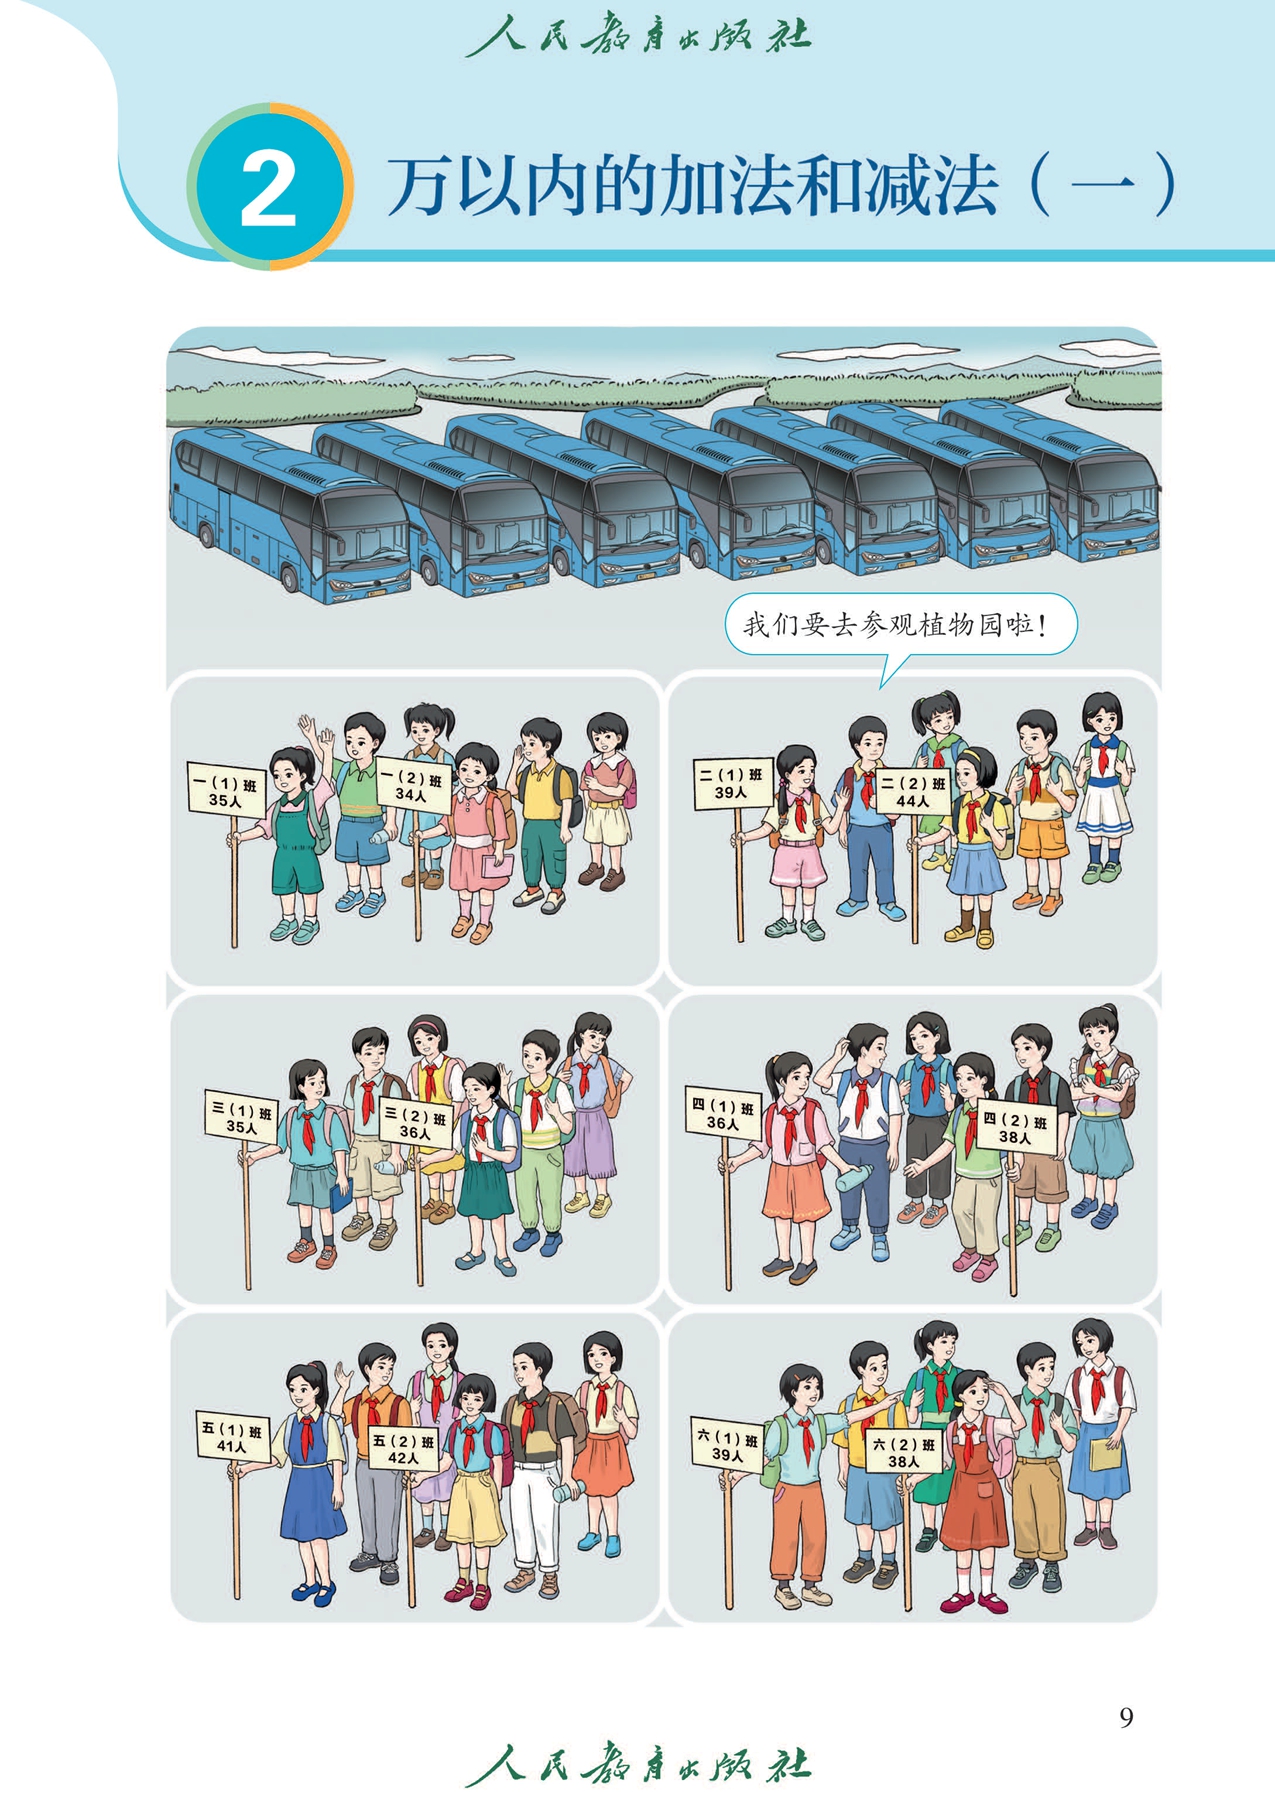 人民教育出版社
2
万以内的加法和减法（一）
我们要去参观植物园啦！
一（1）班
35人
一（2）班
34人
二（1）班
39人
二（2）班
44人
三（1）班
35人
三（2）班
36人
四（1）班
36人
四（2）班
38人
五（1）班
41人
五（2）班
42人
六（1）班
39人
六（2）班
38人
9
人民教育出版社